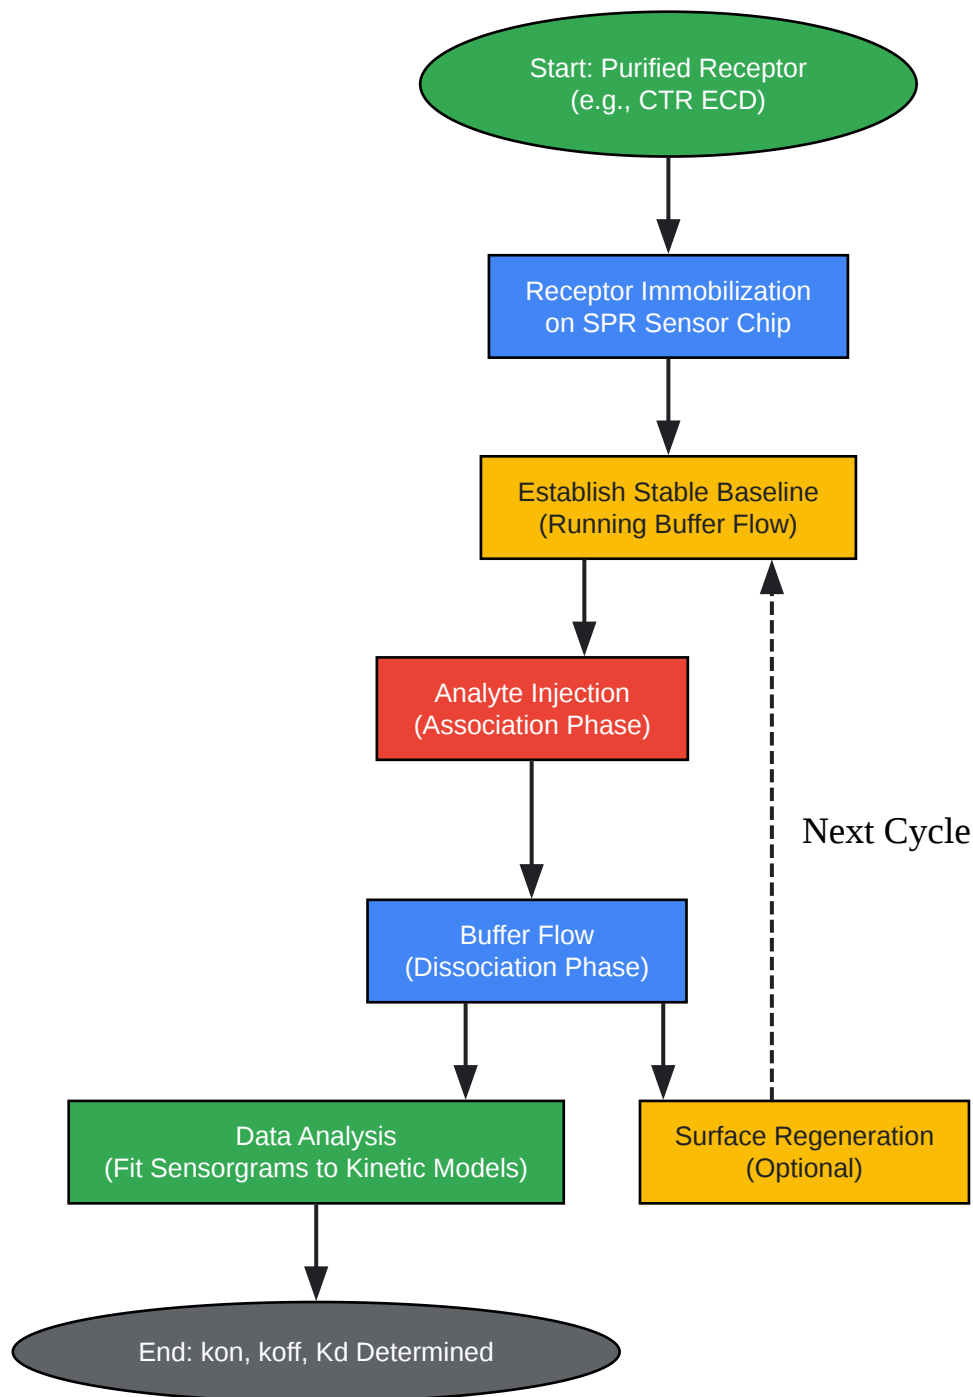 Start: Purified Receptor
(e.g., CTR ECD)
Receptor Immobilization
on SPR Sensor Chip
Establish Stable Baseline
(Running Buffer Flow)
Analyte Injection
(Association Phase)
Next Cycle
Buffer Flow
(Dissociation Phase)
Data Analysis
(Fit Sensorgrams to Kinetic Models)
Surface Regeneration
(Optional)
End: kon, koff, Kd Determined